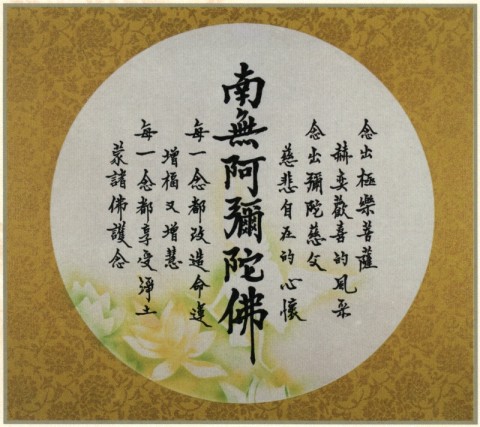 念出極樂菩薩
赫奕歡喜的風采
念出彌陀慈父
慈悲自在的心懷
南無阿彌陀佛
每一念都改造命運
增福又增慧
每一念都享受淨土
蒙諸佛護念